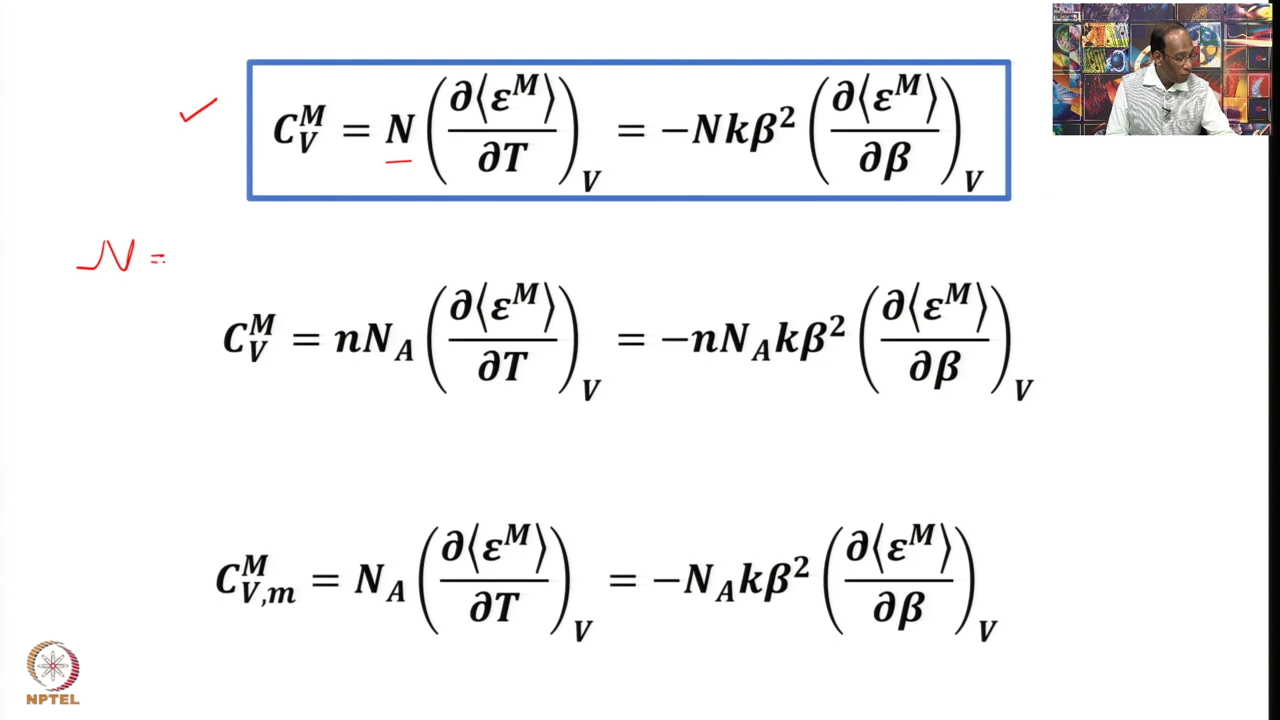 C_V^M = N (∂⟨ε^M⟩/∂T)_V = −Nkβ² (∂⟨ε^M⟩/∂β)_V
N =
C_V^M = nN_A (∂⟨ε^M⟩/∂T)_V = −nN_A kβ² (∂⟨ε^M⟩/∂β)_V
C_{V,m}^M = N_A (∂⟨ε^M⟩/∂T)_V = −N_A kβ² (∂⟨ε^M⟩/∂β)_V
NPTEL